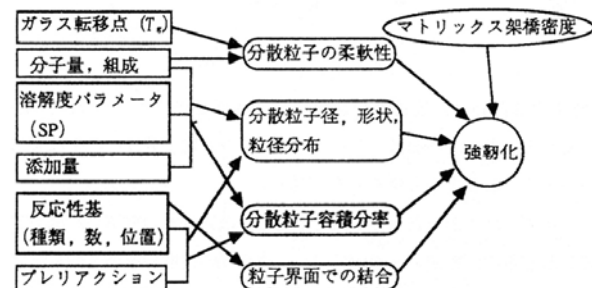 ガラス転移点 (Tg)
分子量，組成
溶解度パラメータ
(SP)
添加量
反応性基
(種類，数，位置)
プレリアクション
分散粒子の柔軟性
分散粒子径，形状，
粒径分布
分散粒子容積分率
粒子界面での結合
マトリックス架橋密度
強靱化